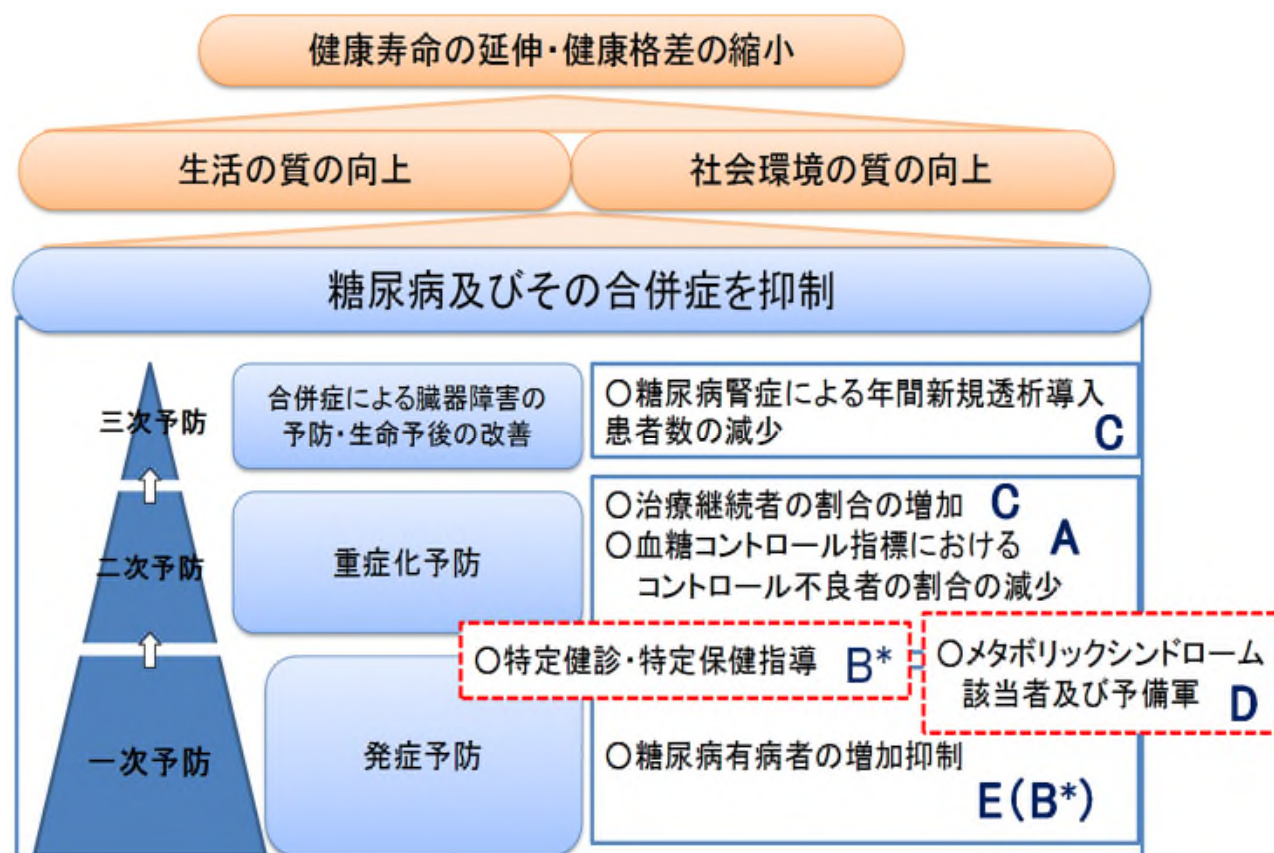 健康寿命の延伸・健康格差の縮小
生活の質の向上
社会環境の質の向上
糖尿病及びその合併症を抑制
三次予防
合併症による臓器障害の
予防・生命予後の改善
○糖尿病腎症による年間新規透析導入
患者数の減少 C
二次予防
重症化予防
○治療継続者の割合の増加 C
○血糖コントロール指標における A
コントロール不良者の割合の減少
○特定健診・特定保健指導 B*
○メタボリックシンドローム
該当者及び予備軍 D
一次予防
発症予防
○糖尿病有病者の増加抑制
E(B*)